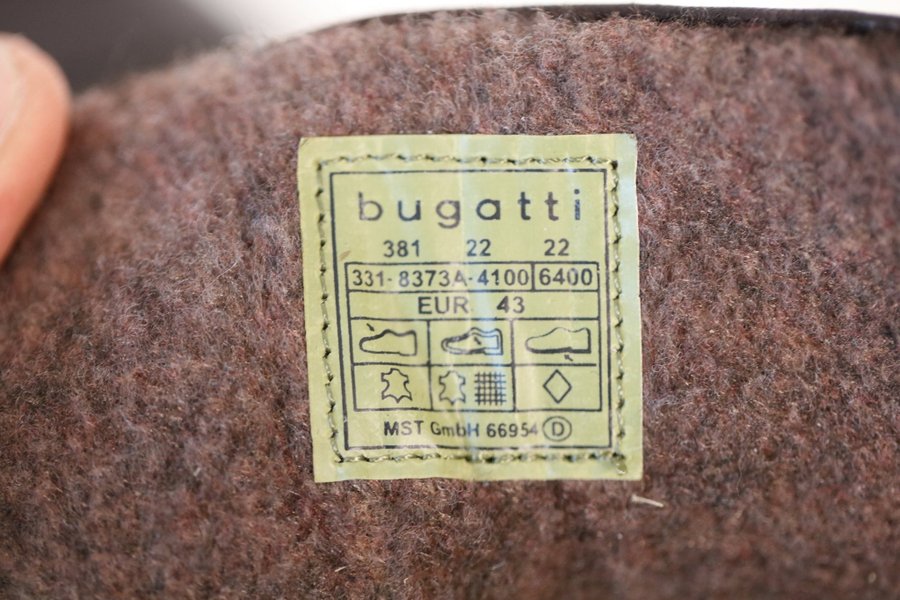 bugatti
381 22 22
331-8373A-4100 6400
EUR 43
MST GmbH 66954 D